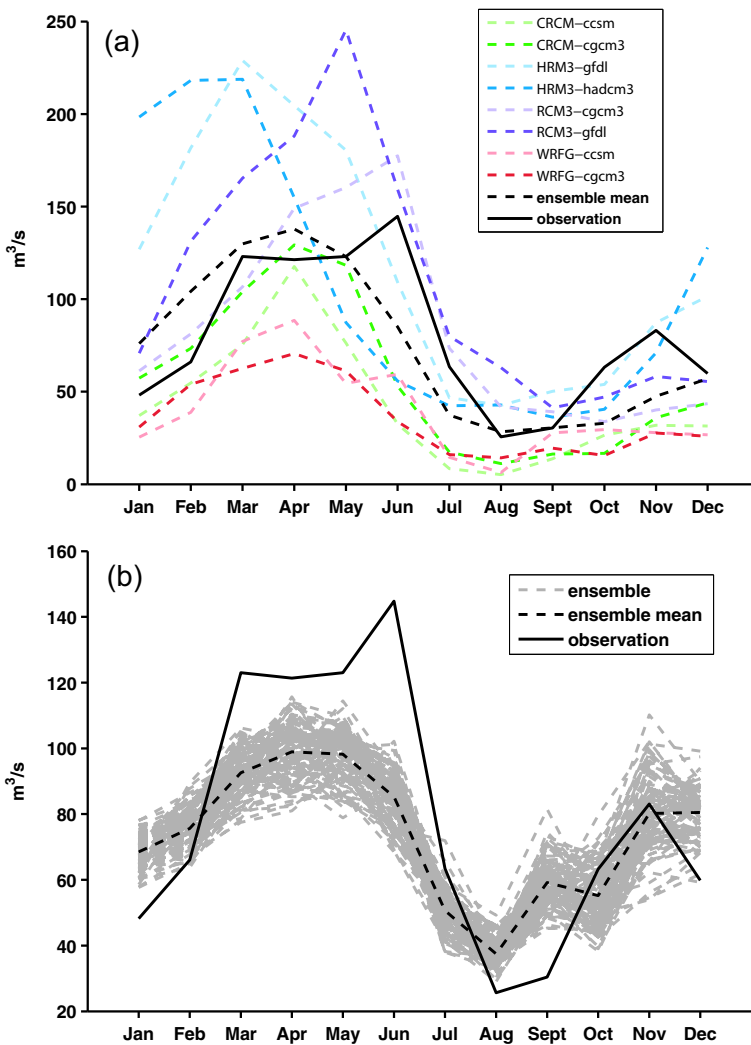 (a)
250
200
150
100
50
0
m³/s
CRCM−ccsm
CRCM−cgcm3
HRM3−gfdl
HRM3−hadcm3
RCM3−cgcm3
RCM3−gfdl
WRFG−ccsm
WRFG−cgcm3
ensemble mean
observation
Jan Feb Mar Apr May Jun Jul Aug Sept Oct Nov Dec
(b)
160
140
120
100
80
60
40
20
m³/s
ensemble
ensemble mean
observation
Jan Feb Mar Apr May Jun Jul Aug Sept Oct Nov Dec